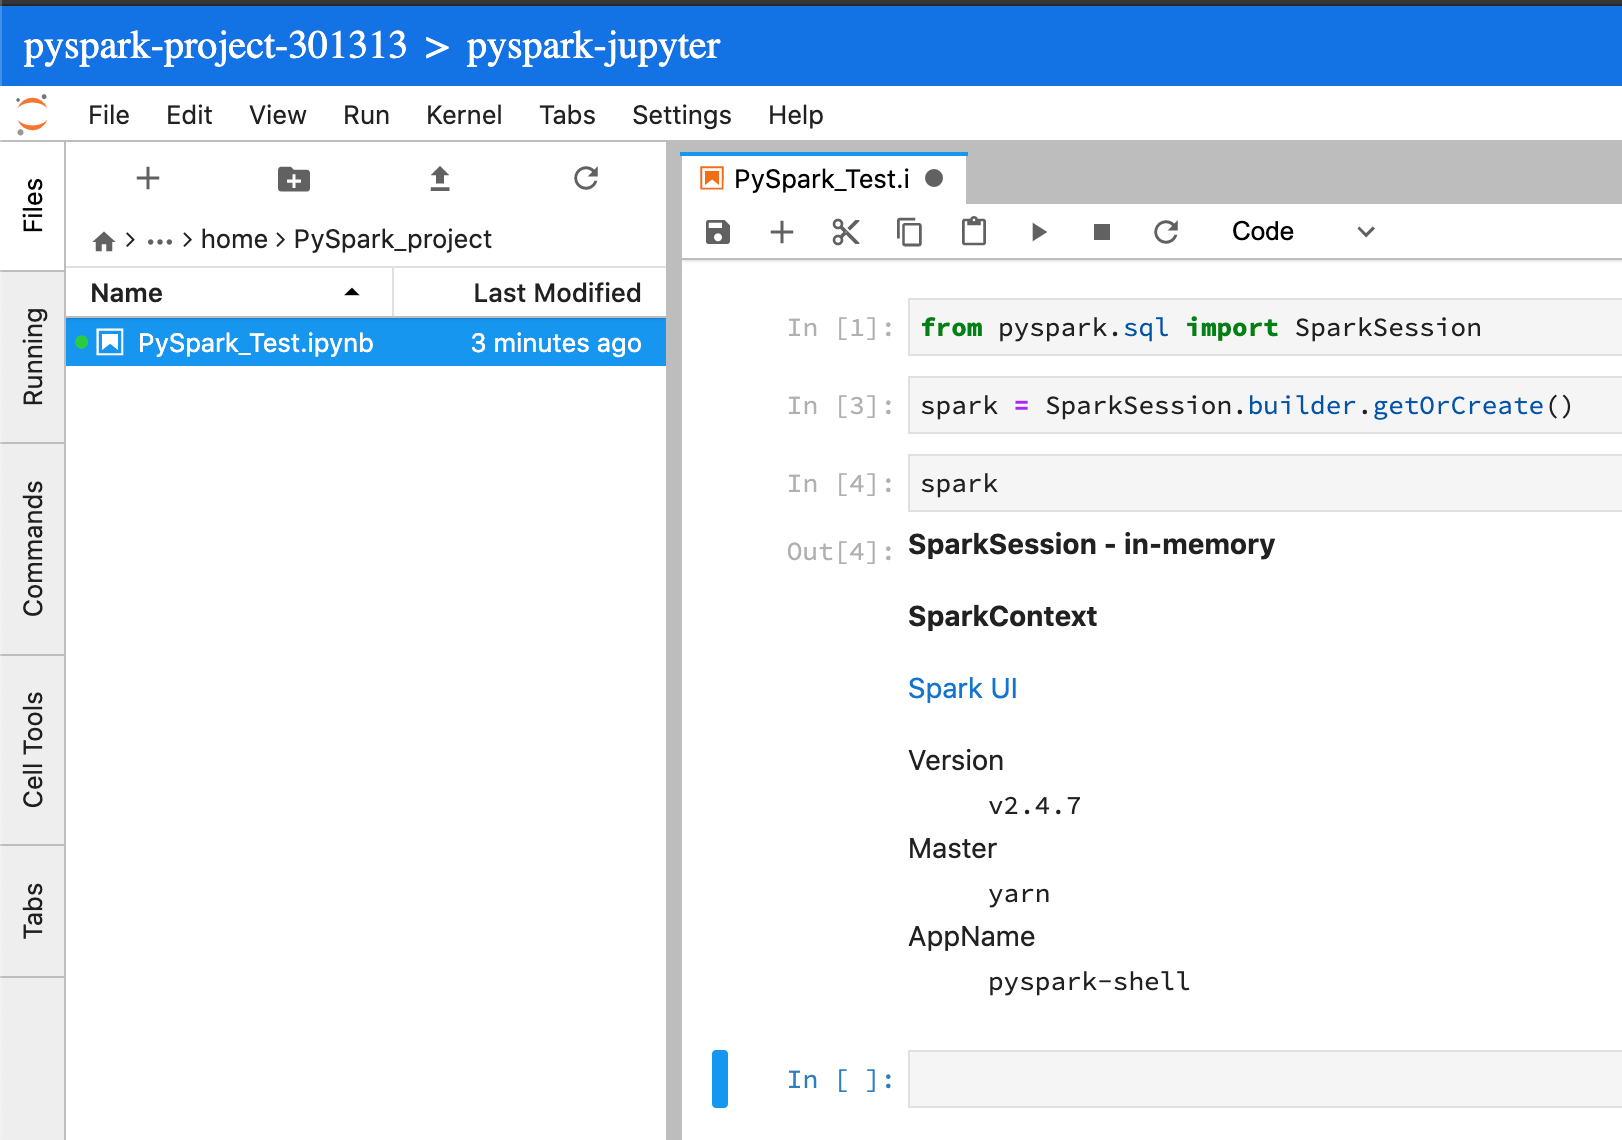 pyspark-project-301313 > pyspark-jupyter
File Edit View Run Kernel Tabs Settings Help
Files
Running
Commands
Cell Tools
Tabs
> ... > home > PySpark_project
Name Last Modified
PySpark_Test.ipynb 3 minutes ago
PySpark_Test.i
Code
In [1]: from pyspark.sql import SparkSession
In [3]: spark = SparkSession.builder.getOrCreate()
In [4]: spark
Out[4]: SparkSession - in-memory
SparkContext
Spark UI
Version
v2.4.7
Master
yarn
AppName
pyspark-shell
In [ ]: